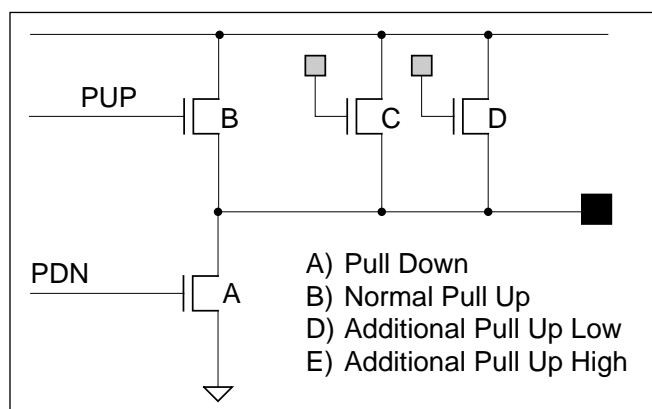 PUP
B
C
D
PDN
A
A) Pull Down
B) Normal Pull Up
D) Additional Pull Up Low
E) Additional Pull Up High